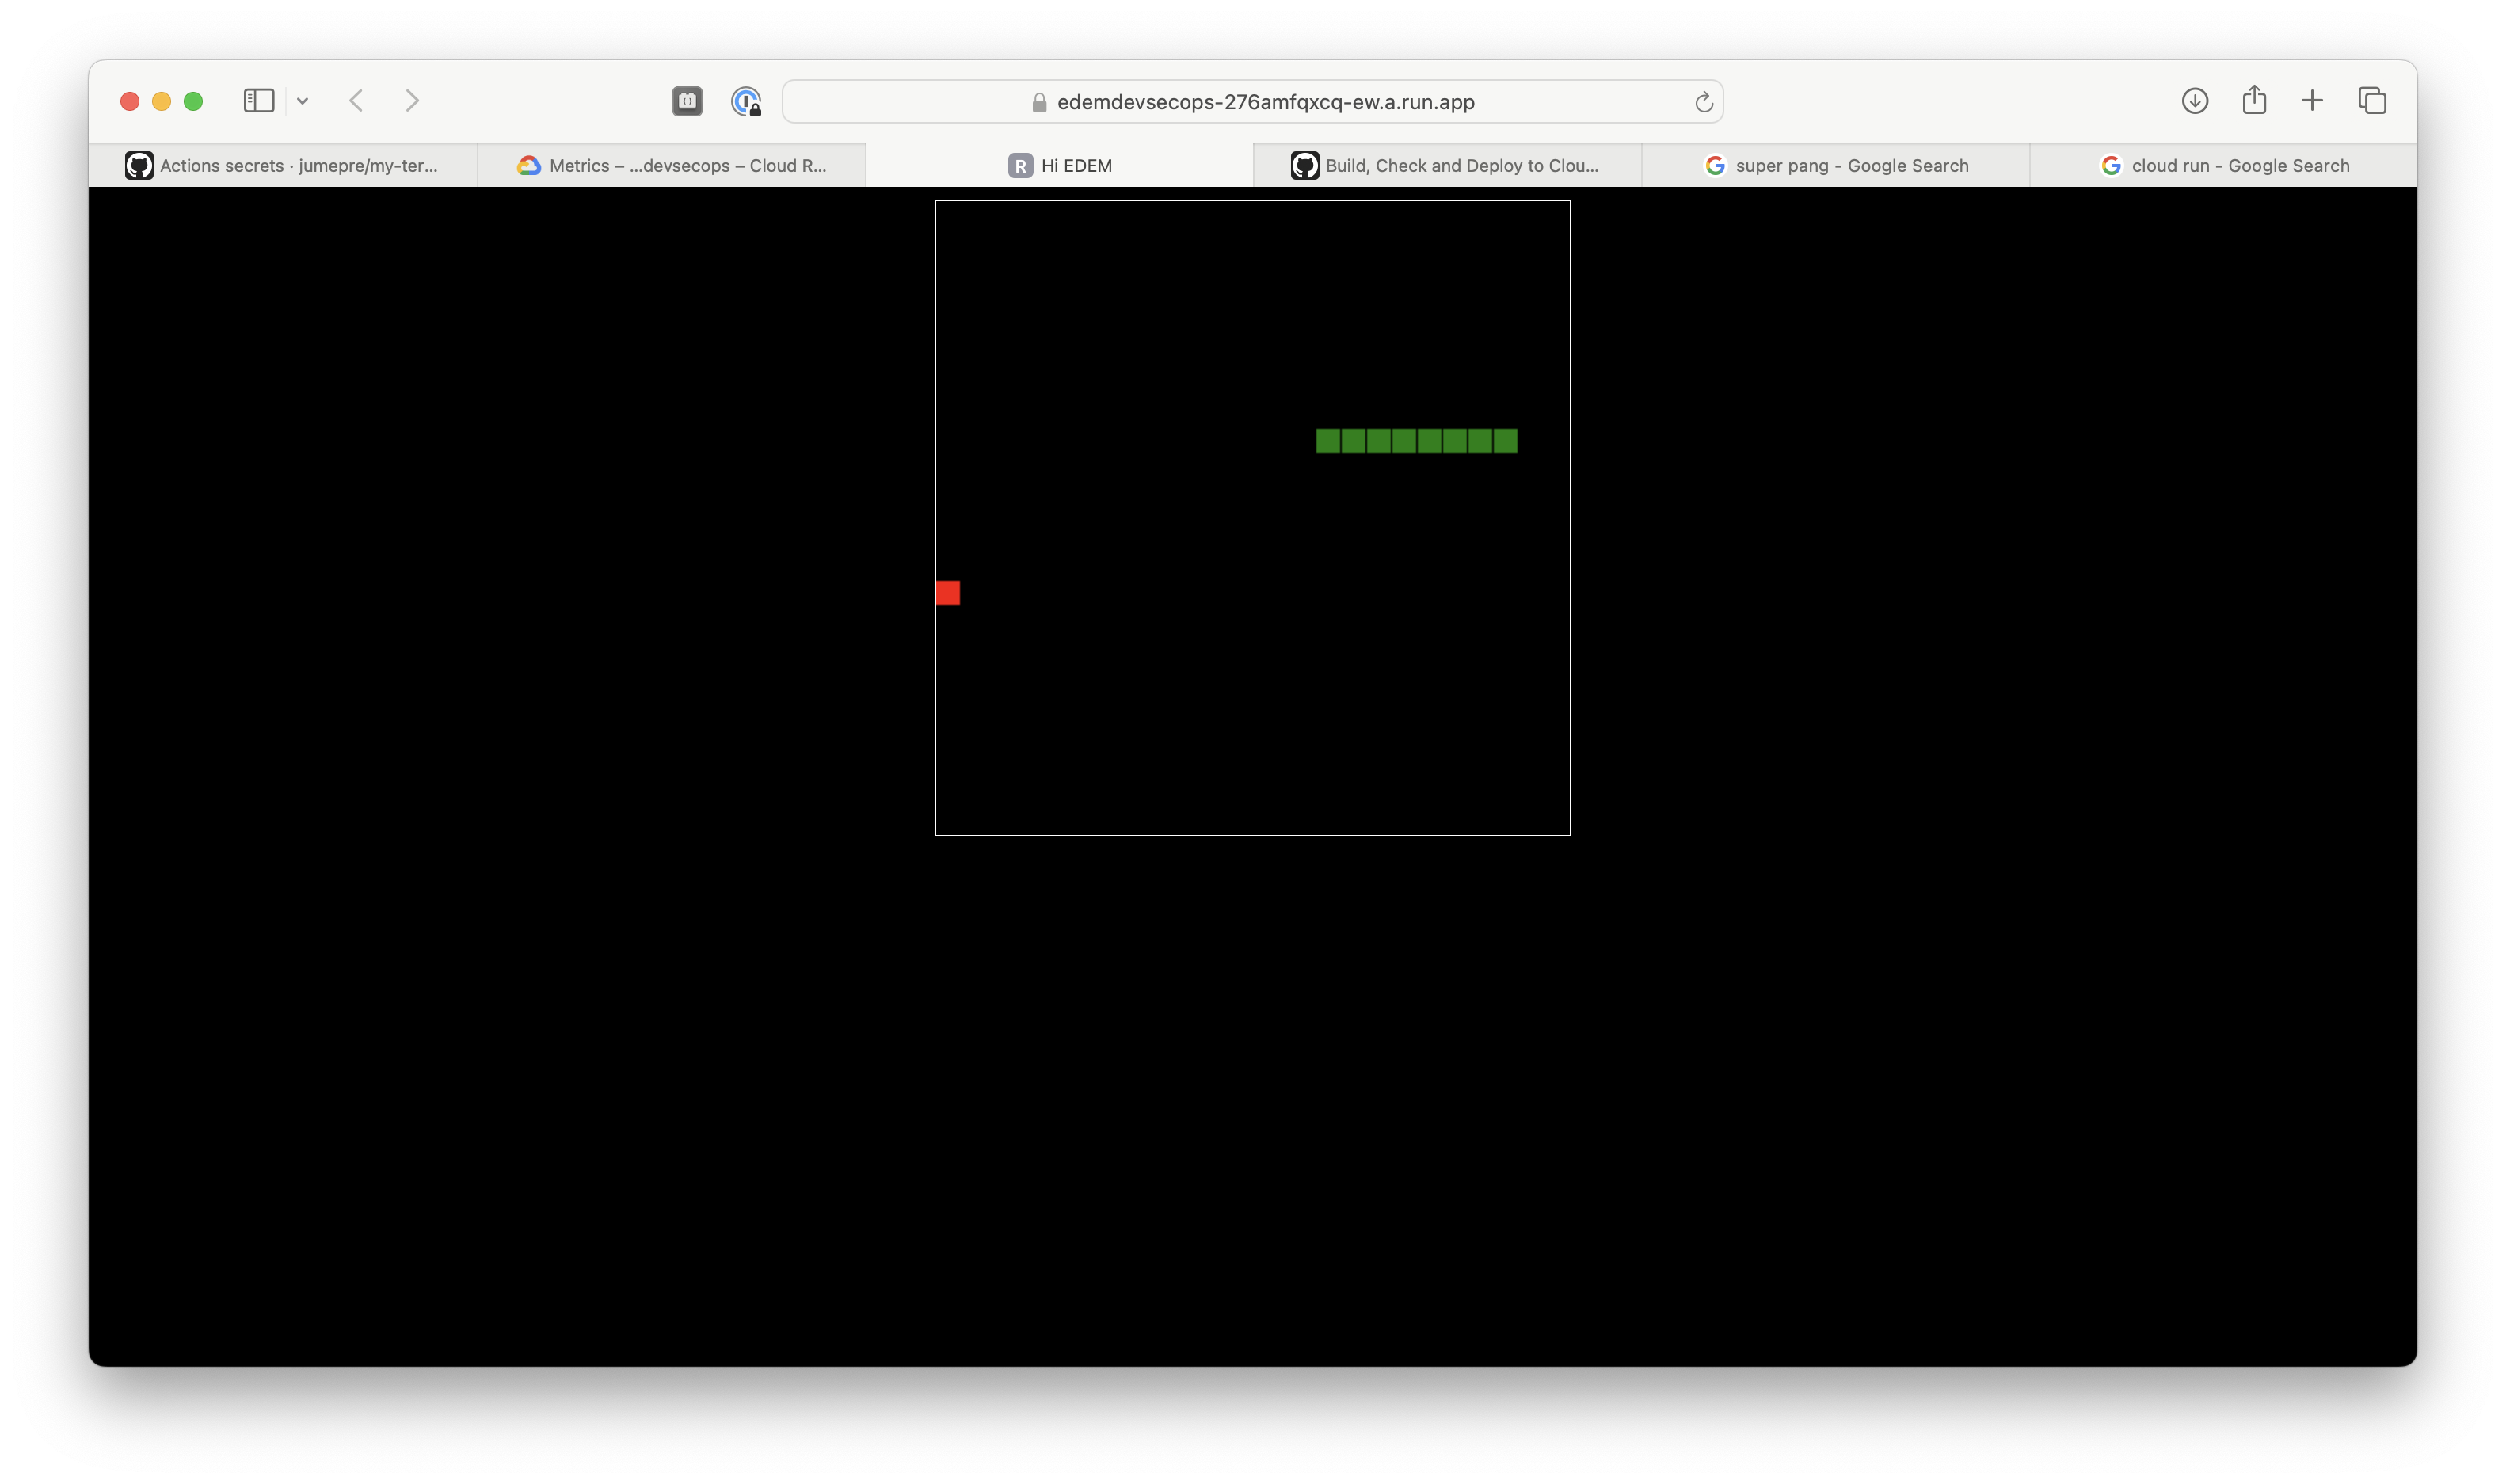 edemdevsecops-276amfqxcq-ew.a.run.app
Actions secrets · jumepre/my-ter...
Metrics – ...devsecops – Cloud R...
R Hi EDEM
Build, Check and Deploy to Clou...
super pang - Google Search
cloud run - Google Search